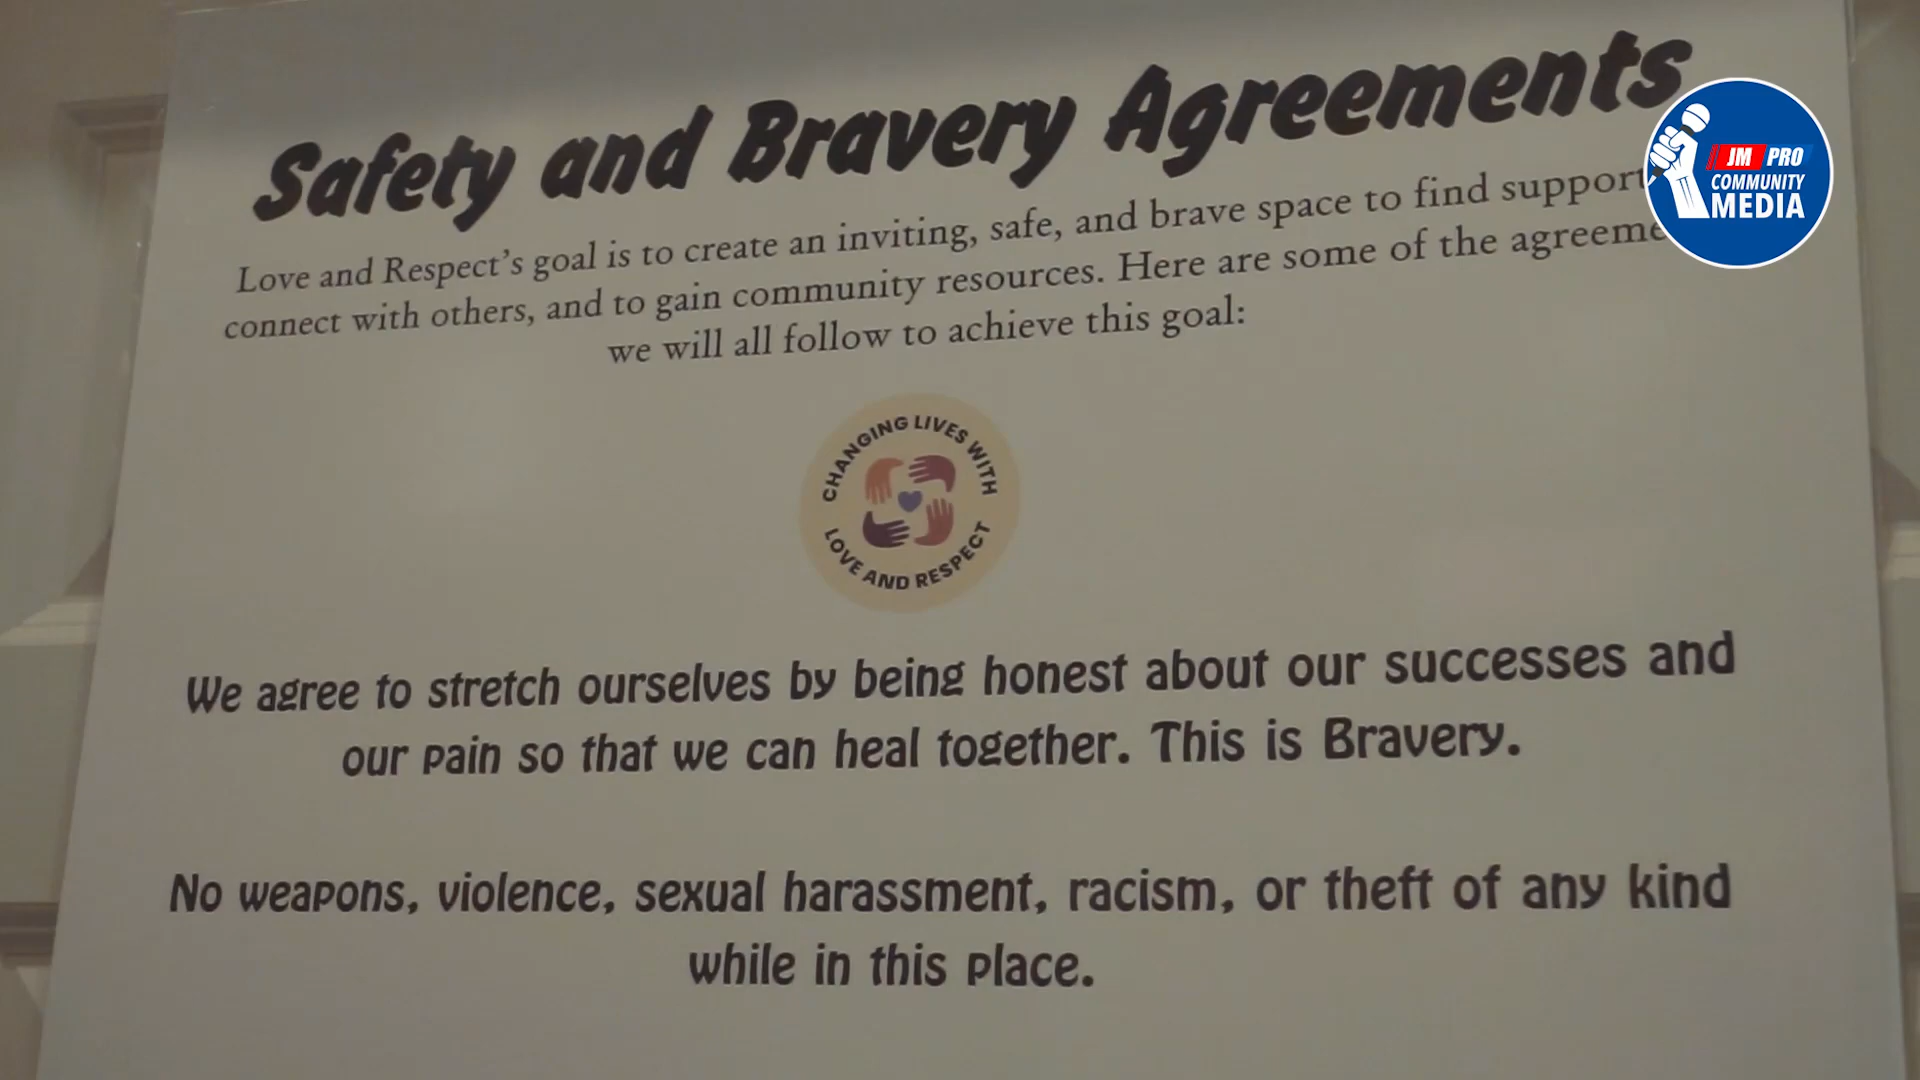 Safety and Bravery Agreements
Love and Respect's goal is to create an inviting, safe, and brave space to find support
connect with others, and to gain community resources. Here are some of the
we will all follow to achieve this goal:
CHANGING LIVES WITH
LOVE AND RESPECT
We agree to stretch ourselves by being honest about our successes and
our pain so that we can heal together. This is Bravery.
No weapons, violence, sexual harassment, racism, or theft of any kind
while in this place.
JM PRO
COMMUNITY
MEDIA